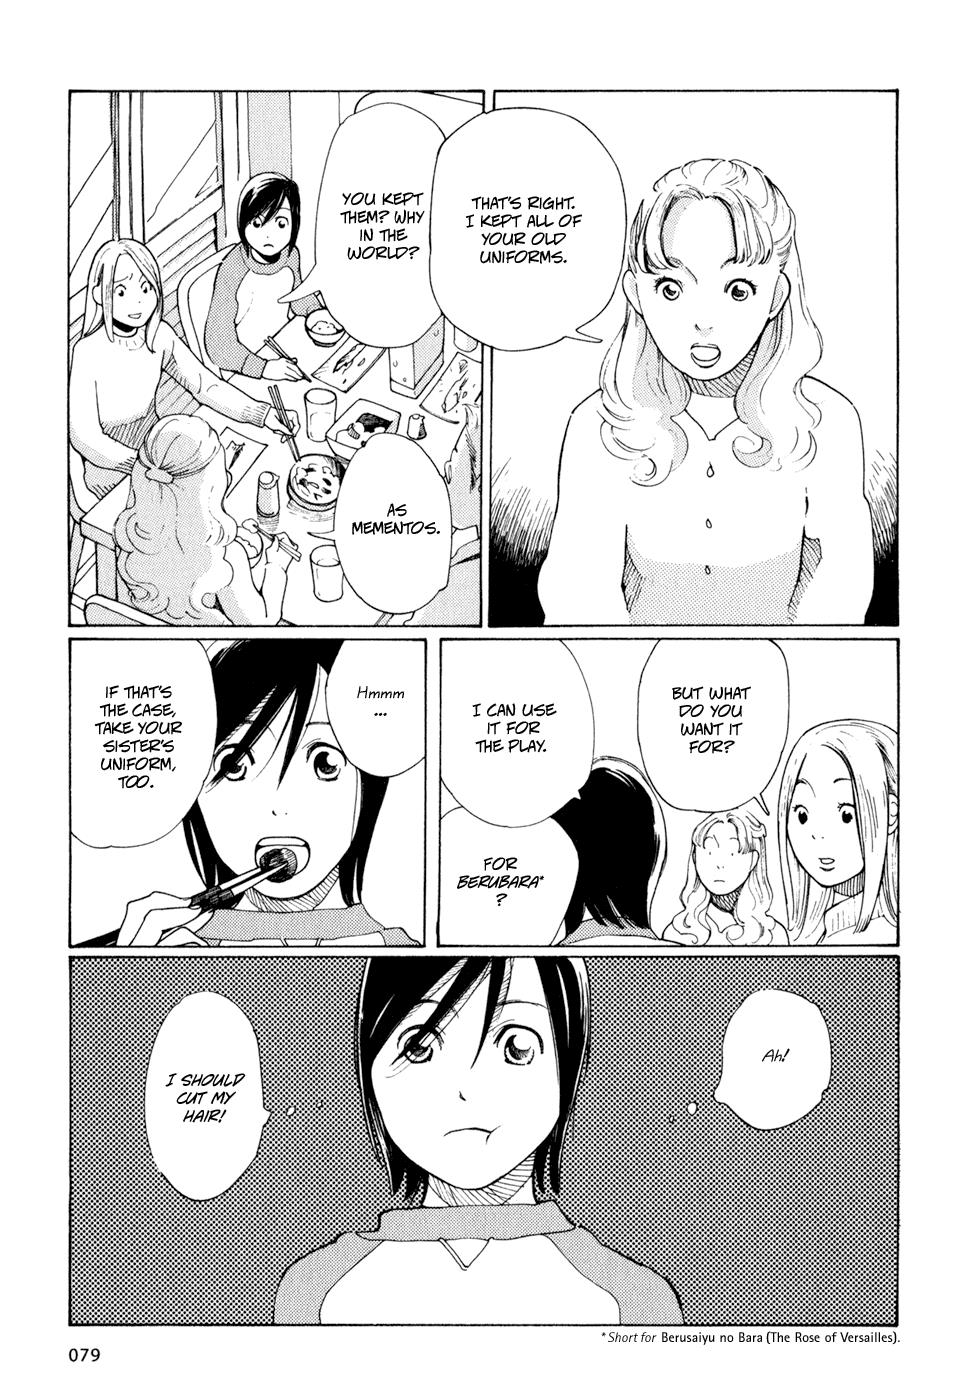 THAT'S RIGHT.
I KEPT ALL OF
YOUR OLD
UNIFORMS.
YOU KEPT
THEM? WHY
IN THE
WORLD?
AS
MEMENTOS.
BUT WHAT
DO YOU
WANT IT
FOR?
I CAN USE
IT FOR
THE PLAY.
FOR
BERUBARA*
?
Hmmm
...
IF THAT'S
THE CASE,
TAKE YOUR
SISTER'S
UNIFORM,
TOO.
Ah!
I SHOULD
CUT MY
HAIR!
*Short for Berusaiyu no Bara (The Rose of Versailles).
079